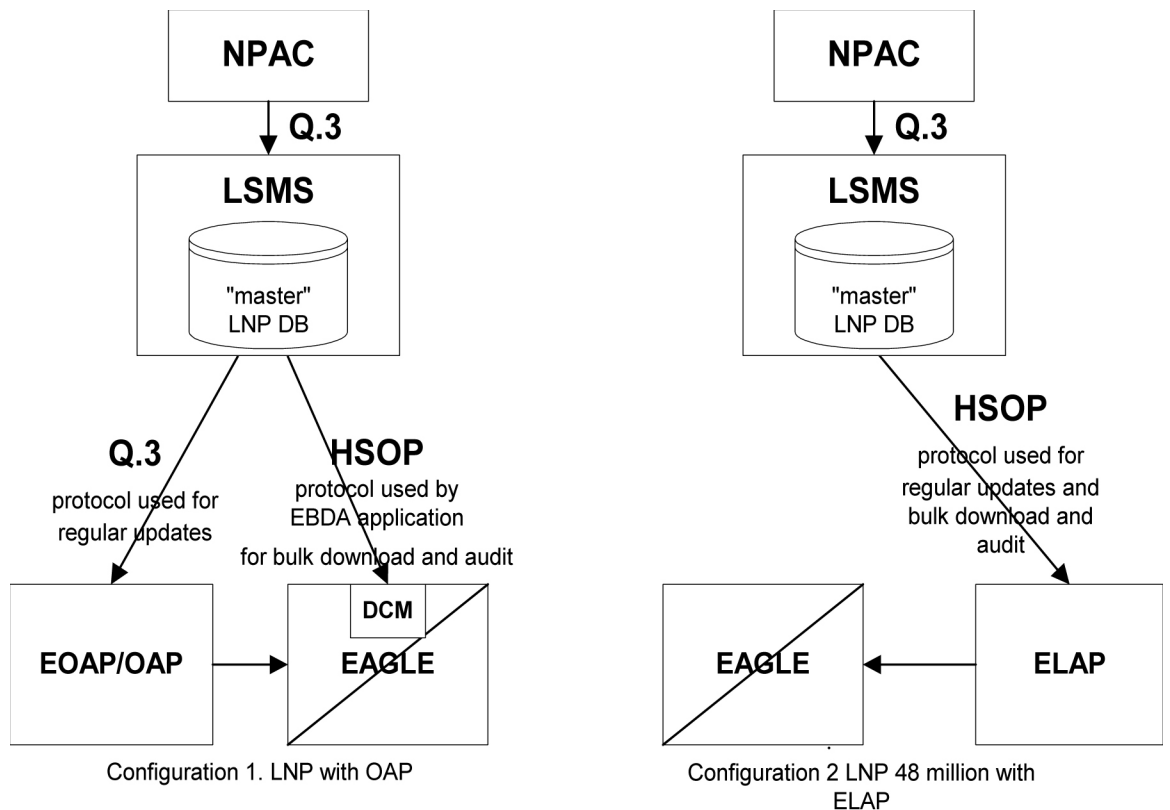 NPAC
Q.3
LSMS
"master"
LNP DB
Q.3
protocol used for
regular updates
HSOP
protocol used by
EBDA application
for bulk download and audit
EOAP/OAP
DCM
EAGLE
Configuration 1. LNP with OAP
NPAC
Q.3
LSMS
"master"
LNP DB
HSOP
protocol used for
regular updates and
bulk download and
audit
EAGLE
ELAP
Configuration 2 LNP 48 million with
ELAP